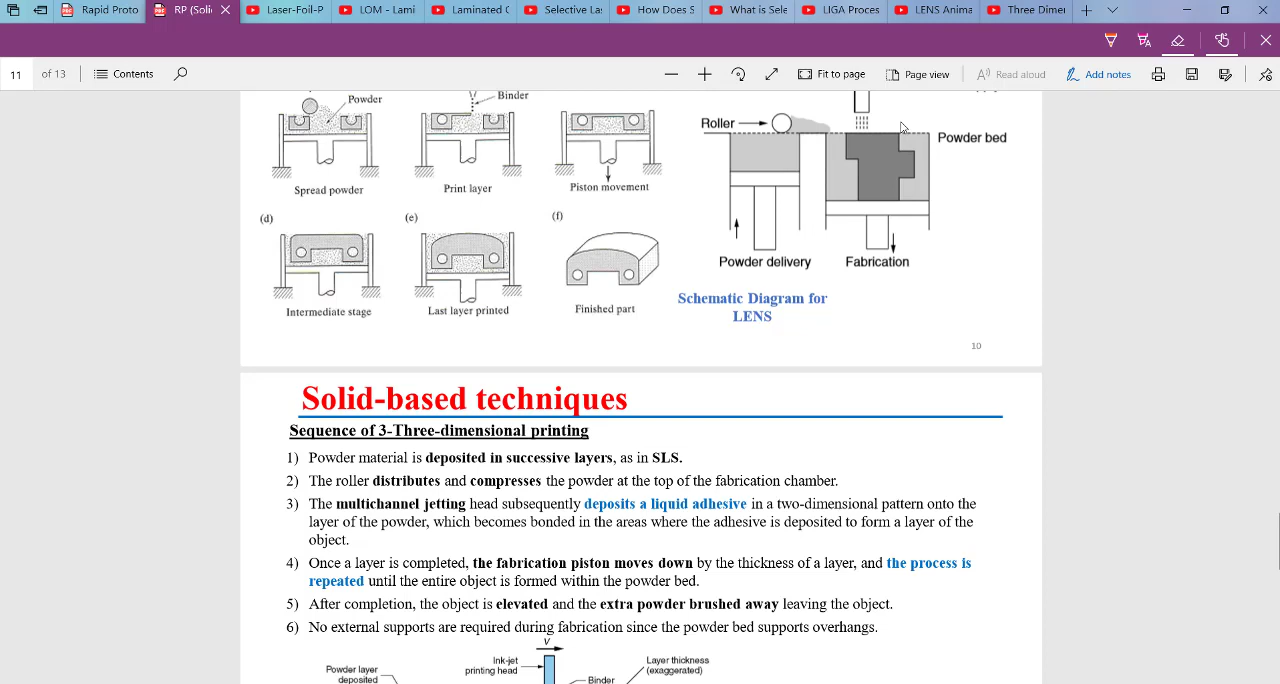 Rapid Proto
RP (Soli
Laser-Foil-P
LOM - Lami
Laminated
Selective La
How Does S
What is Sele
LIGA Proces
LENS Anima
Three Dime
11 of 13
Contents
Fit to page
Page view
Read aloud
Add notes
Powder
Binder
Spread powder
Print layer
Piston movement
(d)
(e)
(f)
Intermediate stage
Last layer printed
Finished part
Roller
Powder bed
Powder delivery
Fabrication
Schematic Diagram for
LENS
10
Solid-based techniques
Sequence of 3-Three-dimensional printing
1) Powder material is deposited in successive layers, as in SLS.
2) The roller distributes and compresses the powder at the top of the fabrication chamber.
3) The multichannel jetting head subsequently deposits a liquid adhesive in a two-dimensional pattern onto the
layer of the powder, which becomes bonded in the areas where the adhesive is deposited to form a layer of the
object.
4) Once a layer is completed, the fabrication piston moves down by the thickness of a layer, and the process is
repeated until the entire object is formed within the powder bed.
5) After completion, the object is elevated and the extra powder brushed away leaving the object.
6) No external supports are required during fabrication since the powder bed supports overhangs.
V
Ink-jet
printing head
Layer thickness
(exaggerated)
Powder layer
deposited
Binder